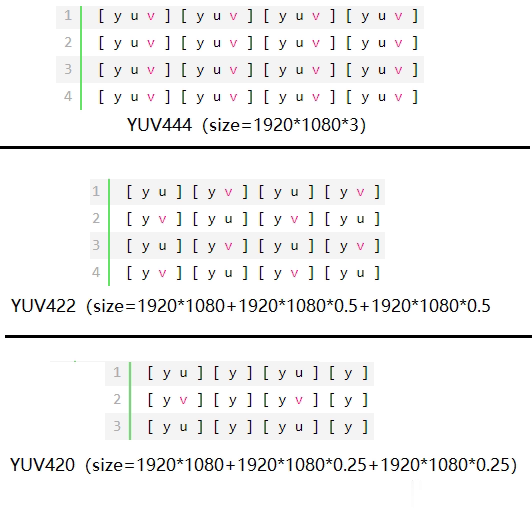 1 [ y u v ] [ y u v ] [ y u v ] [ y u v ]
2 [ y u v ] [ y u v ] [ y u v ] [ y u v ]
3 [ y u v ] [ y u v ] [ y u v ] [ y u v ]
4 [ y u v ] [ y u v ] [ y u v ] [ y u v ]
YUV444（size=1920*1080*3)
1 [ y u ] [ y v ] [ y u ] [ y v ]
2 [ y v ] [ y u ] [ y v ] [ y u ]
3 [ y u ] [ y v ] [ y u ] [ y v ]
4 [ y v ] [ y u ] [ y v ] [ y u ]
YUV422（size=1920*1080+1920*1080*0.5+1920*1080*0.5
1 [ y u ] [ y ] [ y u ] [ y ]
2 [ y v ] [ y ] [ y v ] [ y ]
3 [ y u ] [ y ] [ y u ] [ y ]
YUV420（size=1920*1080+1920*1080*0.25+1920*1080*0.25)